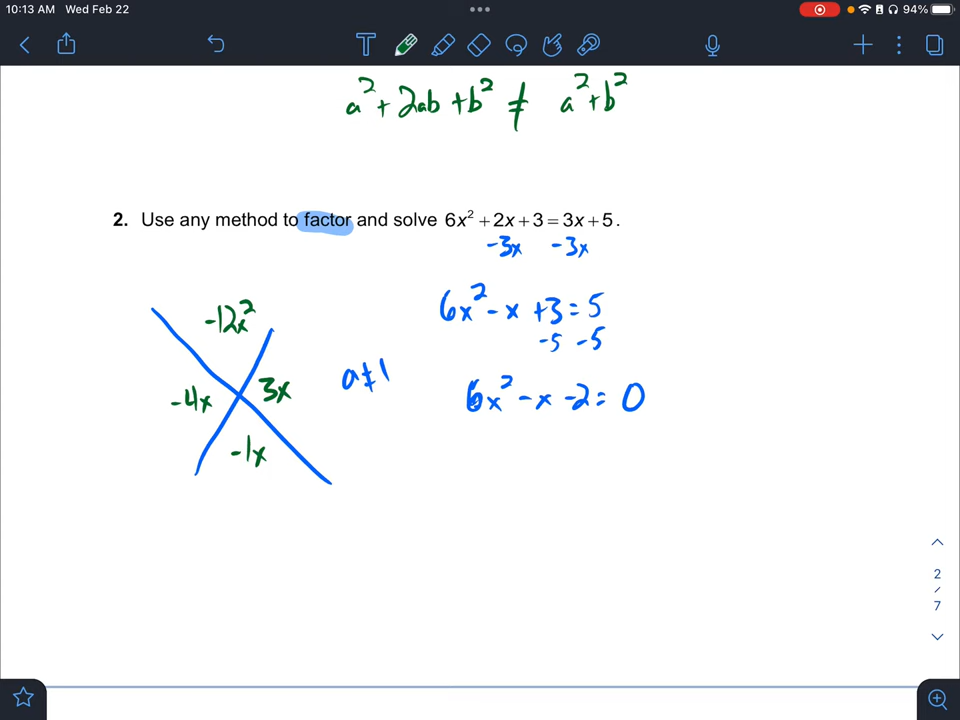 10:13 AM Wed Feb 22
94%
T
a² + 2ab + b² ≠ a² + b²
2. Use any method to factor and solve 6x² + 2x + 3 = 3x + 5.
-3x -3x
6x² - x + 3 = 5
-5 -5
-12x²
-4x 3x
-1x
a ≠ 1
6x² - x - 2 = 0
2
/
7